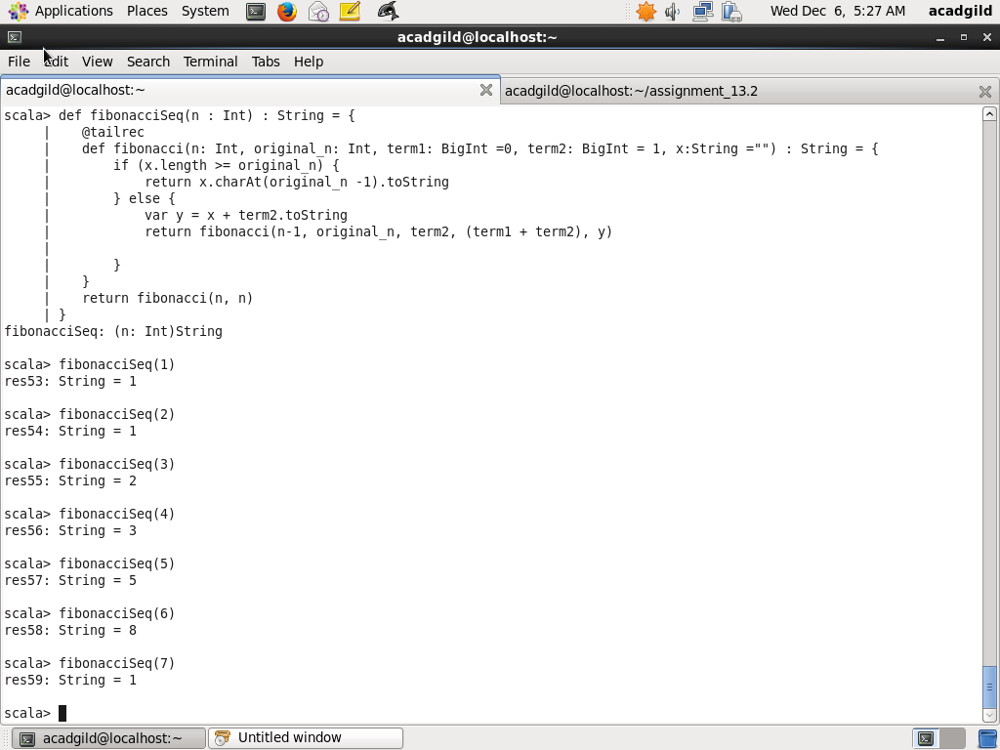 Applications Places System Wed Dec 6, 5:27 AM acadgild
acadgild@localhost:~
File Edit View Search Terminal Tabs Help
acadgild@localhost:~ acadgild@localhost:~/assignment_13.2
scala> def fibonacciSeq(n : Int) : String = {
     |    @tailrec
     |    def fibonacci(n: Int, original_n: Int, term1: BigInt =0, term2: BigInt = 1, x:String ="") : String = {
     |        if (x.length >= original_n) {
     |            return x.charAt(original_n -1).toString
     |        } else {
     |            var y = x + term2.toString
     |            return fibonacci(n-1, original_n, term2, (term1 + term2), y)
     |
     |        }
     |    }
     |    return fibonacci(n, n)
     | }
fibonacciSeq: (n: Int)String

scala> fibonacciSeq(1)
res53: String = 1

scala> fibonacciSeq(2)
res54: String = 1

scala> fibonacciSeq(3)
res55: String = 2

scala> fibonacciSeq(4)
res56: String = 3

scala> fibonacciSeq(5)
res57: String = 5

scala> fibonacciSeq(6)
res58: String = 8

scala> fibonacciSeq(7)
res59: String = 1

scala>
acadgild@localhost:~ Untitled window